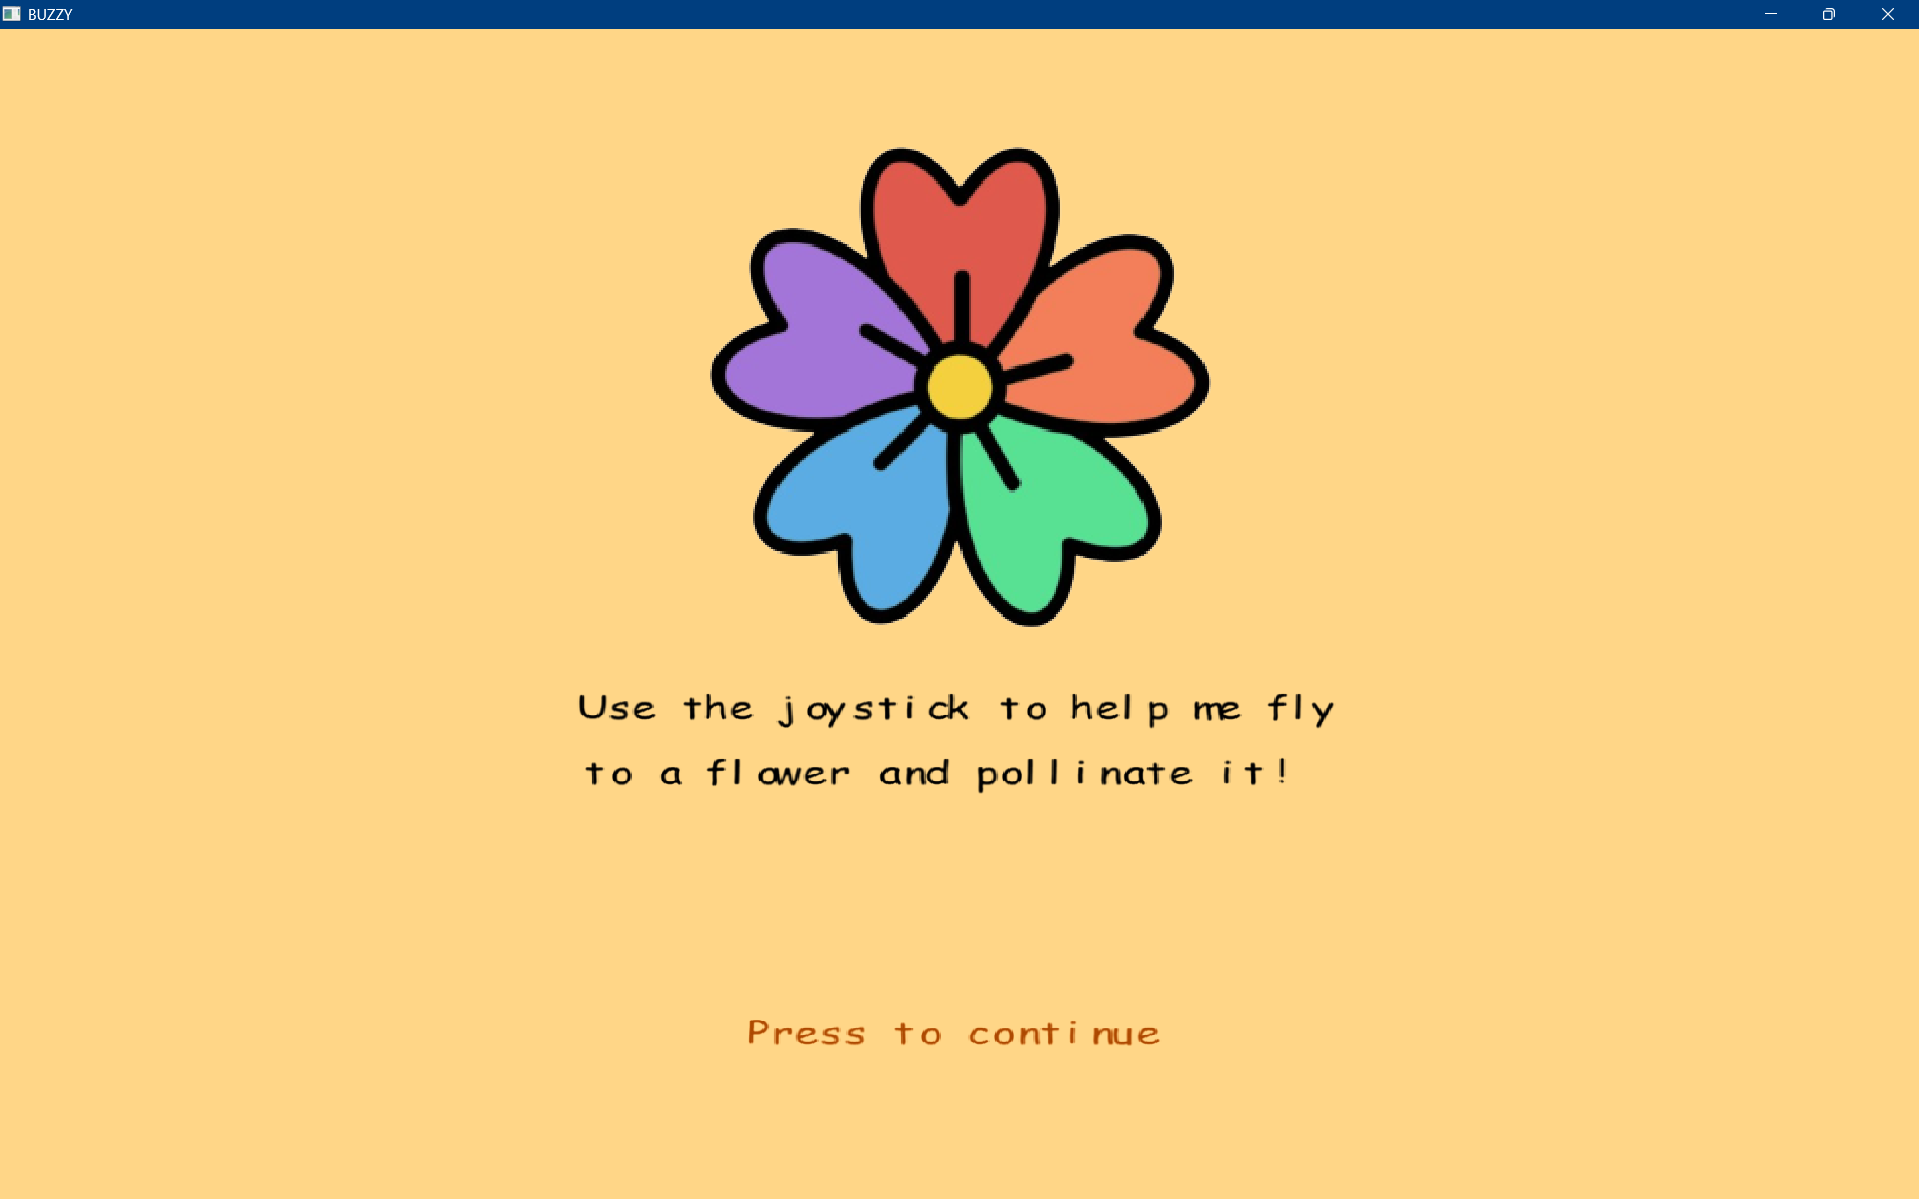 BUZZY
Use the joystick to help me fly
to a flower and pollinate it!
Press to continue